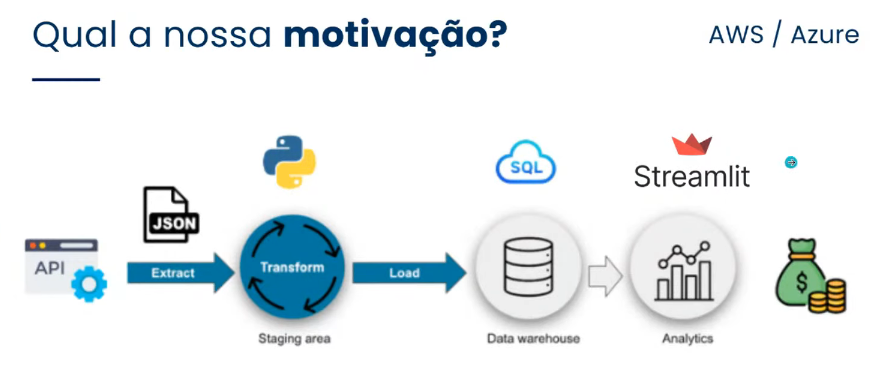 Qual a nossa motivação?
AWS / Azure
SQL
Streamlit
JSON
API
Extract
Transform
Load
$
Staging area
Data warehouse
Analytics